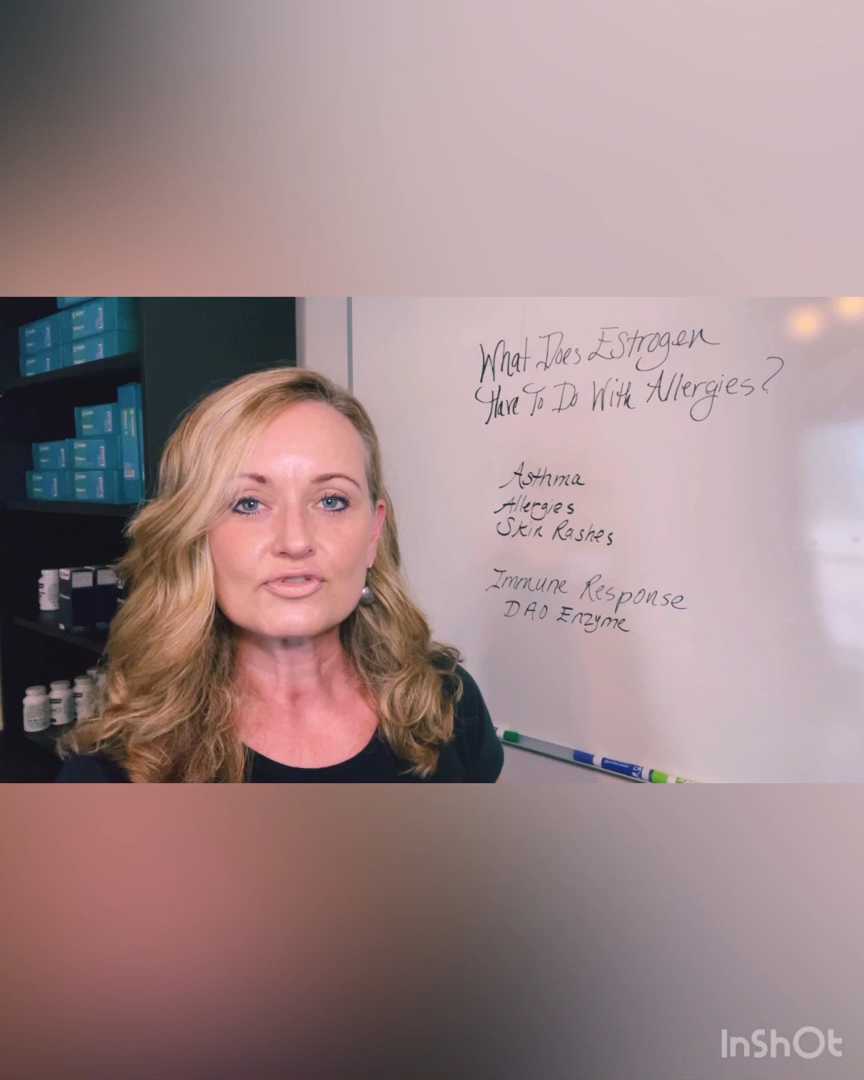 What Does Estrogen
Have To Do With Allergies?
Asthma
Allergies
Skin Rashes
Immune Response
DAO Enzyme
InShOt